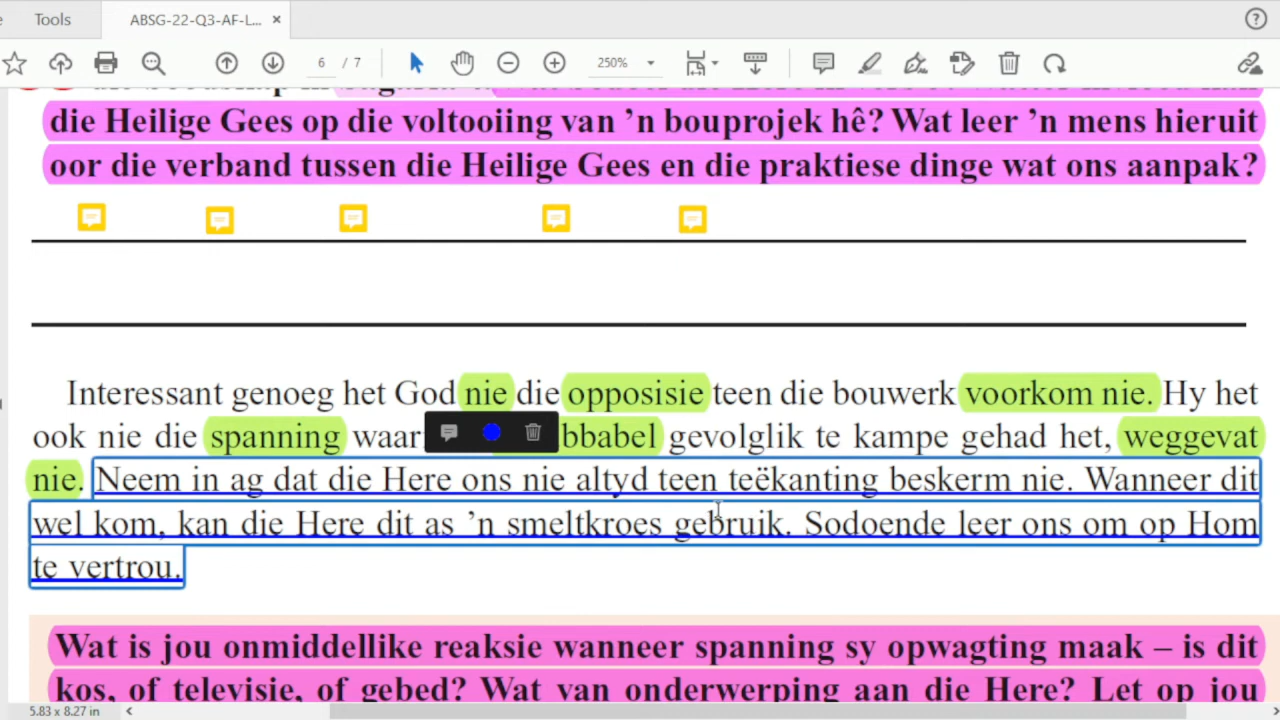 Tools
ABSG-22-Q3-AF-L... ×
6 / 7
250%
die Heilige Gees op die voltooiing van ’n bouprojek hê? Wat leer ’n mens hieruit
oor die verband tussen die Heilige Gees en die praktiese dinge wat ons aanpak?
Interessant genoeg het God nie die opposisie teen die bouwerk voorkom nie. Hy het
ook nie die spanning waar bbabel gevolglik te kampe gehad het, weggevat
nie. Neem in ag dat die Here ons nie altyd teen teëkanting beskerm nie. Wanneer dit
wel kom, kan die Here dit as ’n smeltkroes gebruik. Sodoende leer ons om op Hom
te vertrou.
Wat is jou onmiddellike reaksie wanneer spanning sy opwagting maak – is dit
kos, of televisie, of gebed? Wat van onderwerping aan die Here? Let op jou
5.83 x 8.27 in